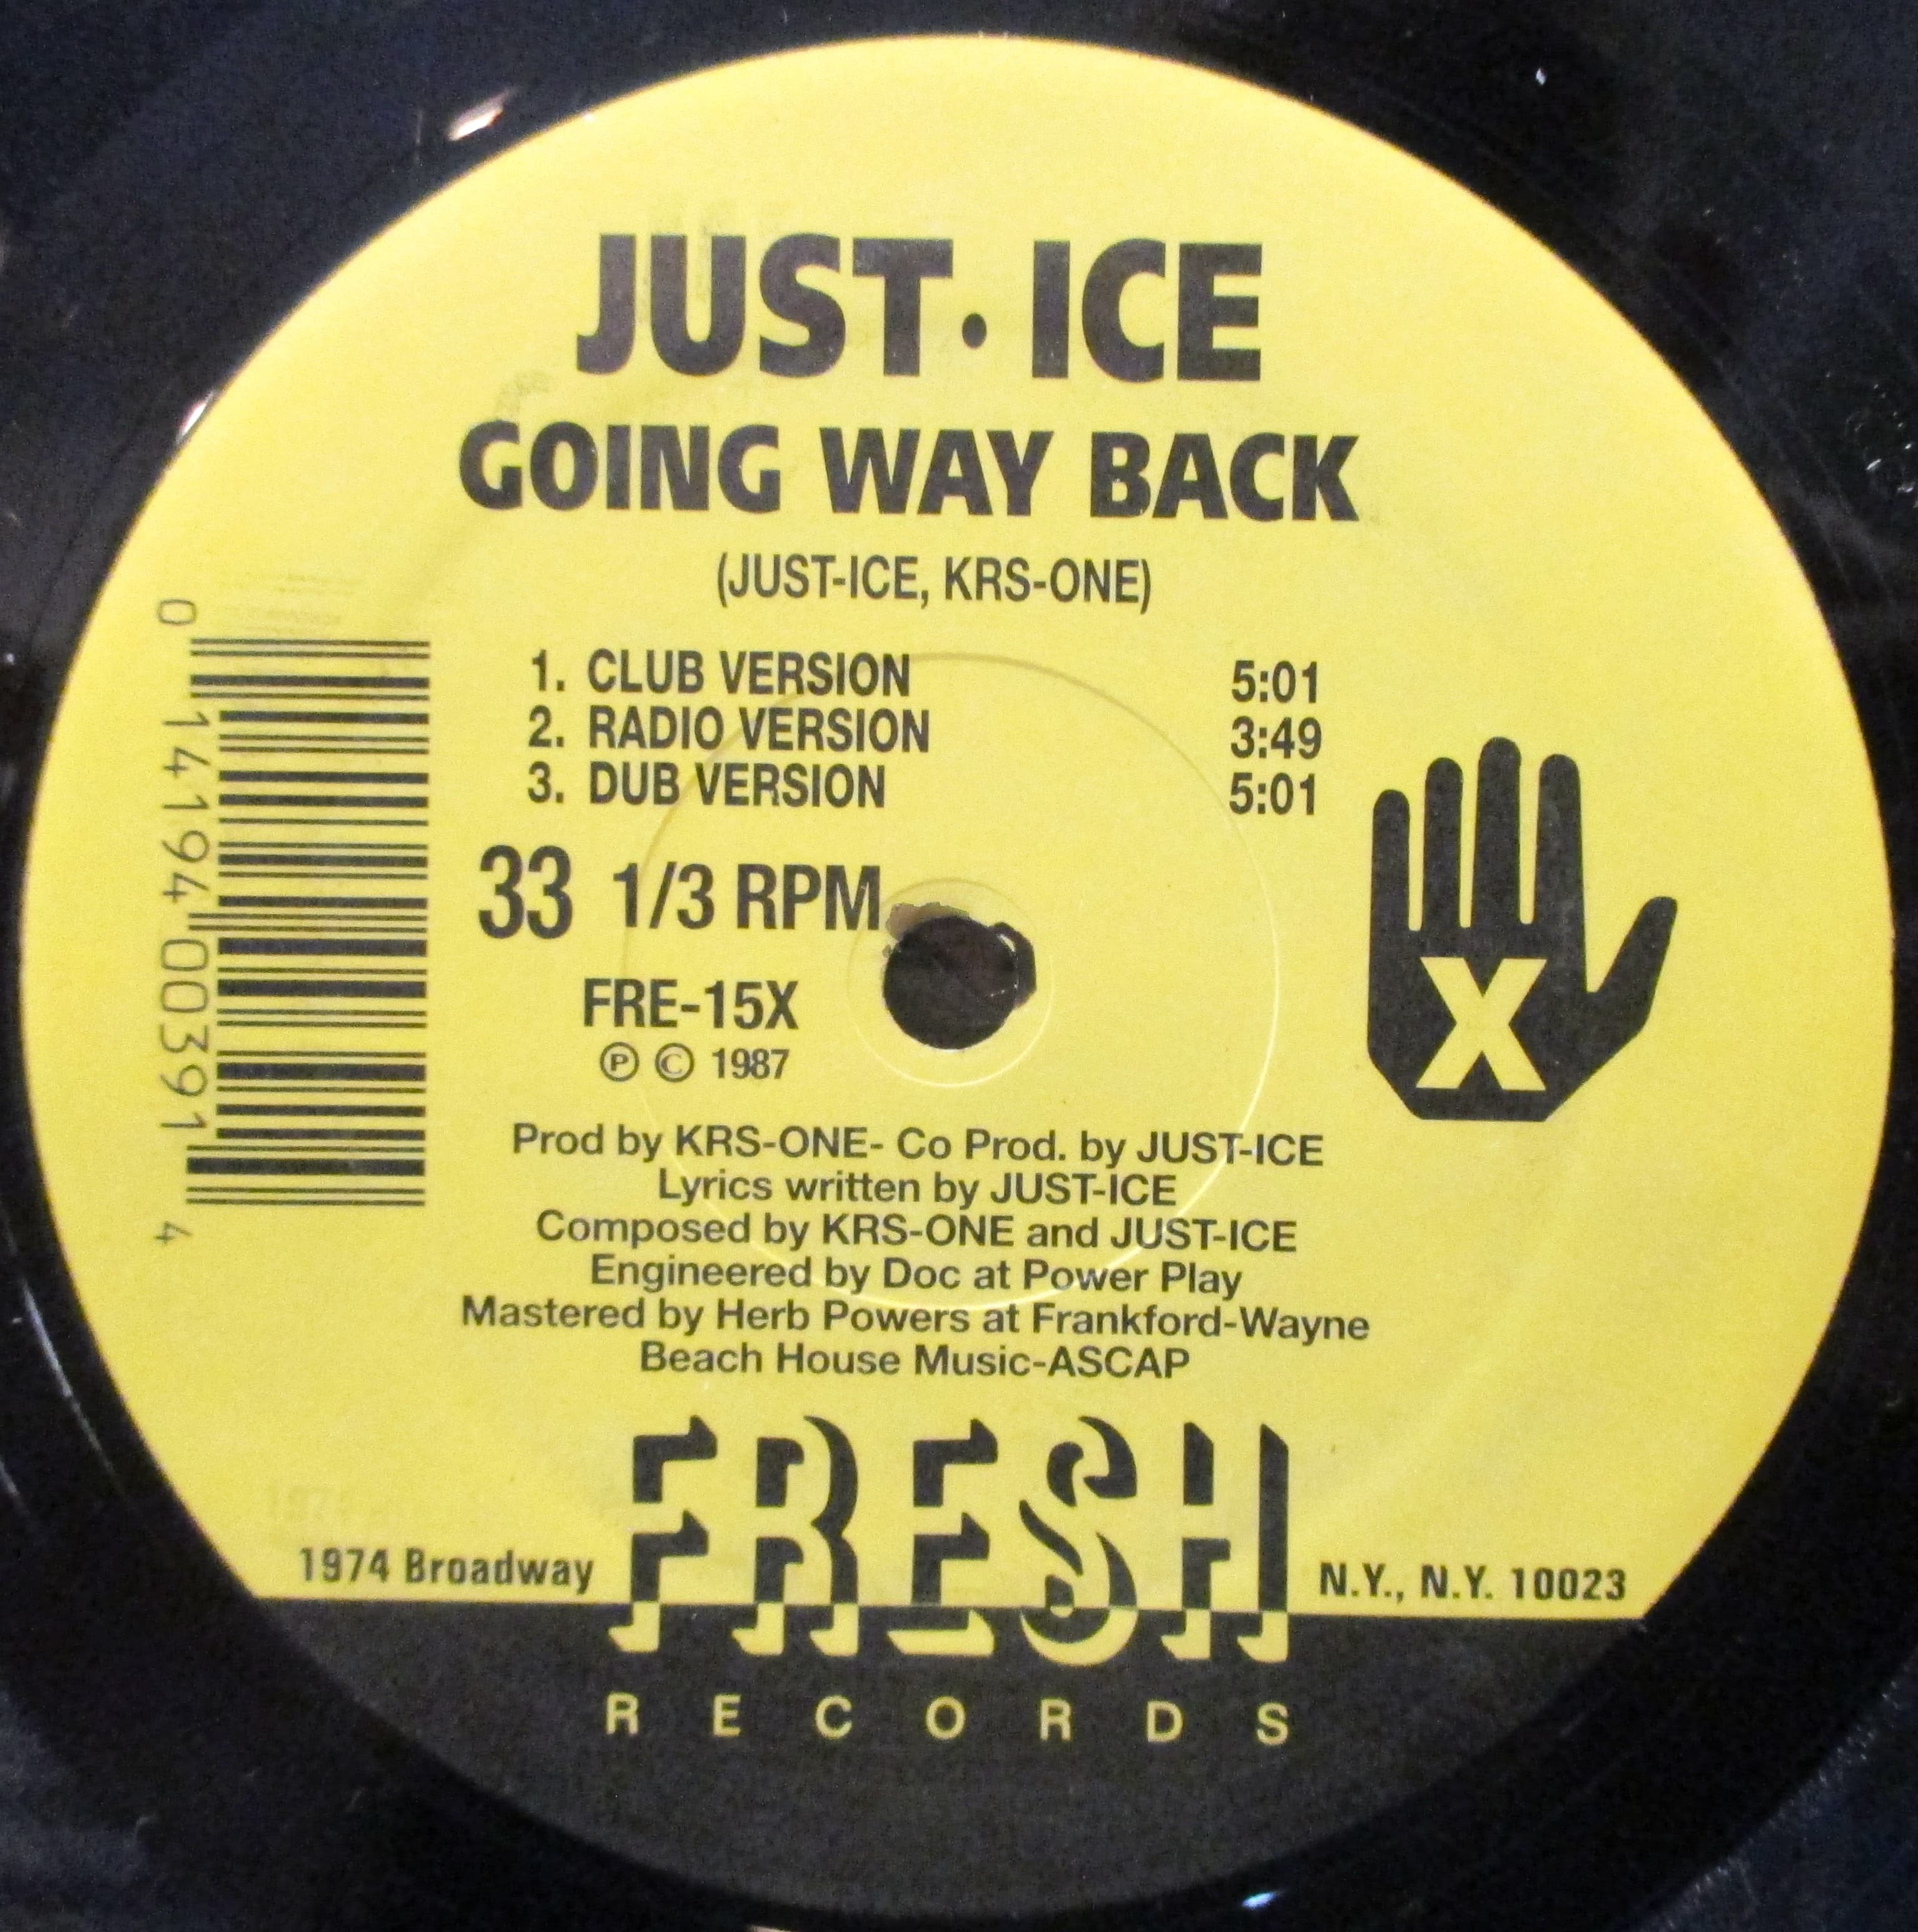 JUST·ICE
GOING WAY BACK
(JUST-ICE, KRS-ONE)
1. CLUB VERSION 5:01
2. RADIO VERSION 3:49
3. DUB VERSION 5:01
33 1/3 RPM
FRE-15X
℗ © 1987
X
0 14194 00391 4
Prod by KRS-ONE- Co Prod. by JUST-ICE
Lyrics written by JUST-ICE
Composed by KRS-ONE and JUST-ICE
Engineered by Doc at Power Play
Mastered by Herb Powers at Frankford-Wayne
Beach House Music-ASCAP
FRESH
1974 Broadway N.Y., N.Y. 10023
RECORDS